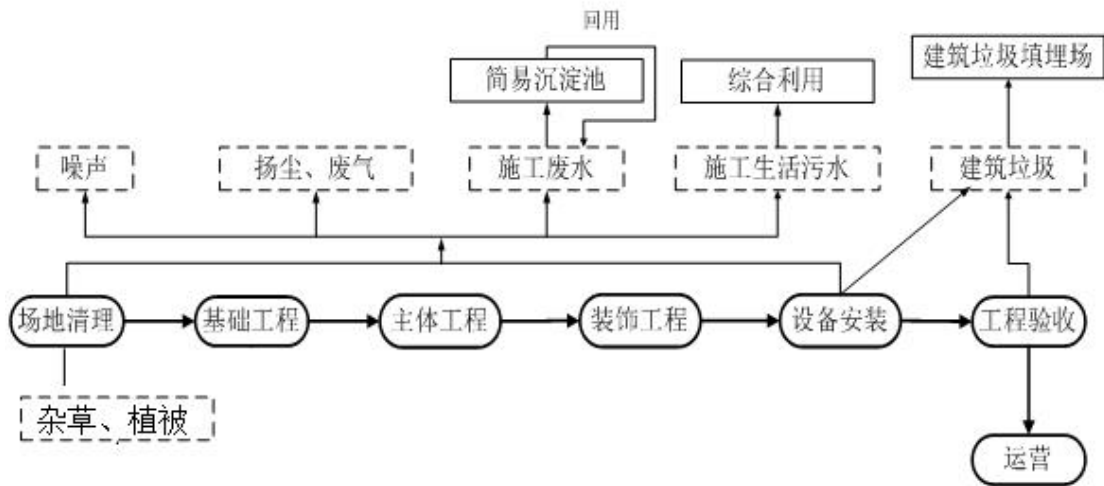 回用
简易沉淀池
综合利用
建筑垃圾填埋场
噪声
扬尘、废气
施工废水
施工生活污水
建筑垃圾
场地清理
基础工程
主体工程
装饰工程
设备安装
工程验收
杂草、植被
运营